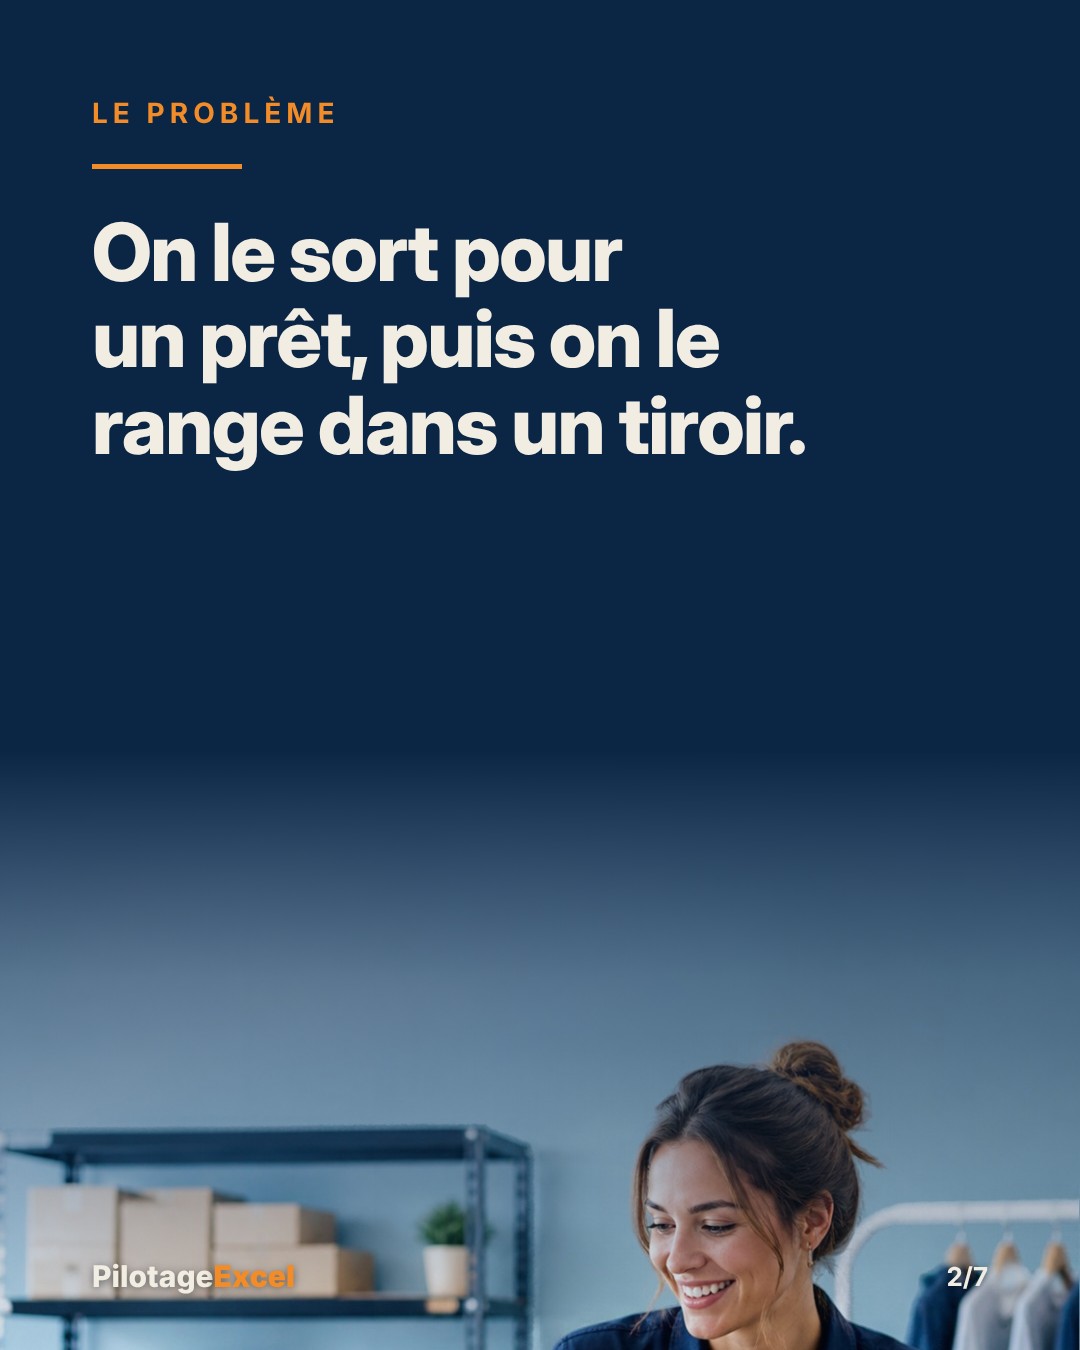 LE PROBLÈME
On le sort pour
un prêt, puis on le
range dans un tiroir.
PilotageExcel
2/7